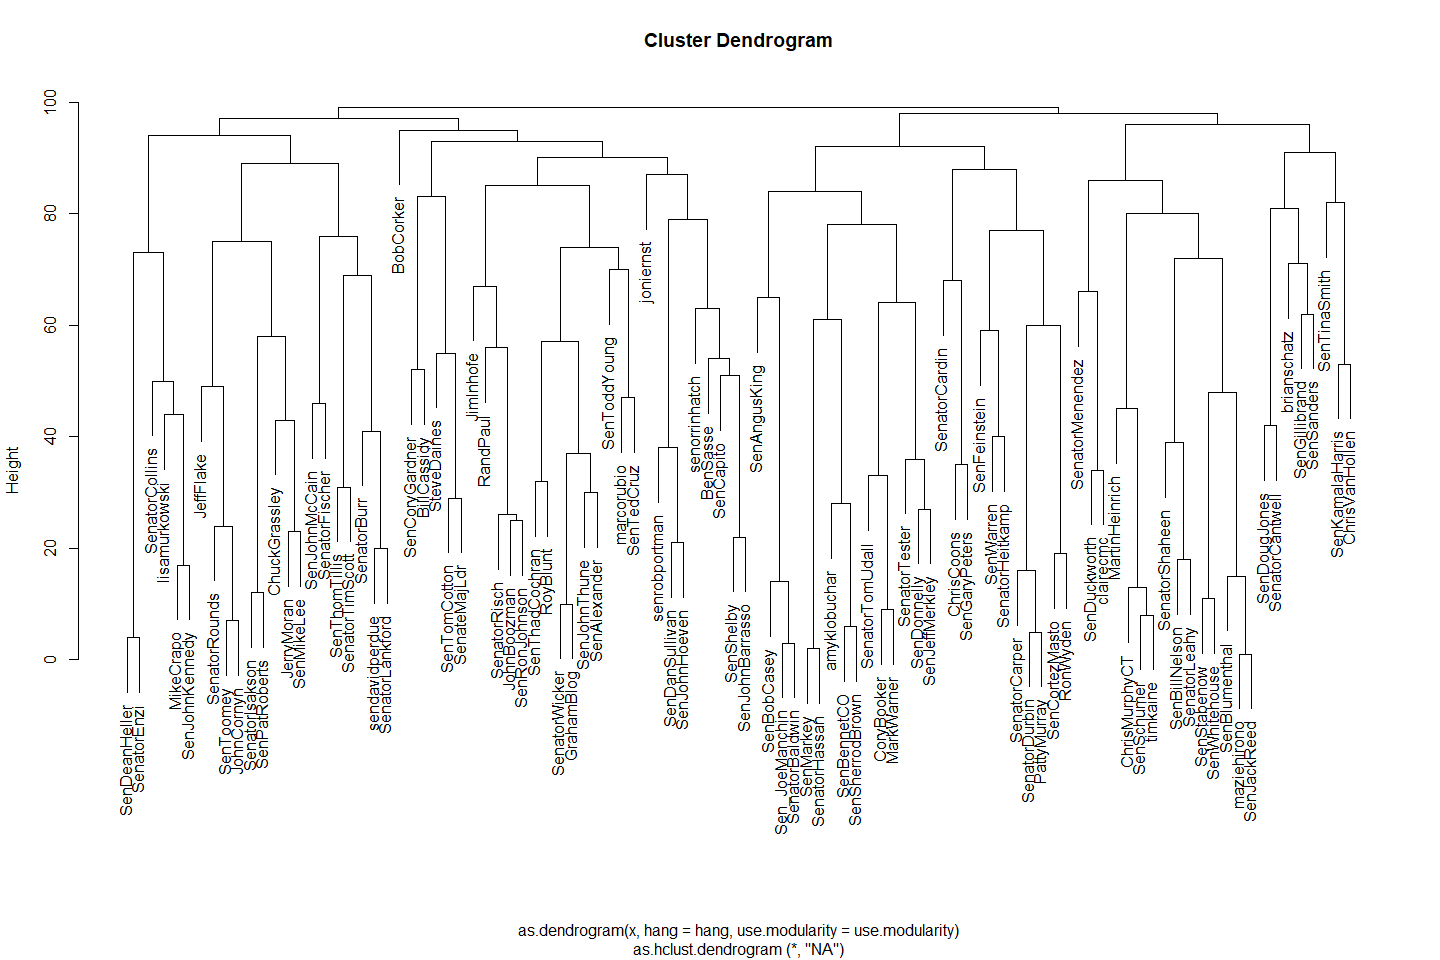 Cluster Dendrogram
Height
100
80
60
40
20
0
SenDeanHeller
SenatorEnzi
SenatorCollins
lisamurkowski
MikeCrapo
SenJohnKennedy
JeffFlake
SenatorRounds
SenToomey
JohnCornyn
SenatorIsakson
SenPatRoberts
ChuckGrassley
JerryMoran
SenMikeLee
SenJohnMcCain
SenatorFischer
SenThomTillis
SenatorTimScott
SenatorBurr
sendavidperdue
SenatorLankford
BobCorker
SenCoryGardner
BillCassidy
SteveDaines
SenTomCotton
SenateMajLdr
JimInhofe
RandPaul
SenatorRisch
JohnBoozman
SenRonJohnson
SenThadCochran
RoyBlunt
SenatorWicker
GrahamBlog
SenJohnThune
SenAlexander
SenToddYoung
marcorubio
SenTedCruz
joniernst
senrobportman
SenDanSullivan
SenJohnHoeven
senorrinhatch
BenSasse
SenCapito
SenShelby
SenJohnBarrasso
SenAngusKing
SenBobCasey
Sen_JoeManchin
SenatorBaldwin
SenMarkey
SenatorHassan
amyklobuchar
SenBennetCO
SenSherrodBrown
SenatorTomUdall
CoryBooker
MarkWarner
SenatorTester
SenDonnelly
SenJeffMerkley
SenatorCardin
ChrisCoons
SenGaryPeters
SenFeinstein
SenWarren
SenatorHeitkamp
SenatorCarper
SenatorDurbin
PattyMurray
SenCortezMasto
RonWyden
SenatorMenendez
SenDuckworth
clairecmc
MartinHeinrich
ChrisMurphyCT
SenSchumer
timkaine
SenatorShaheen
SenBillNelson
SenatorLeahy
SenStabenow
SenWhitehouse
SenBlumenthal
maziehirono
SenJackReed
SenDougJones
SenatorCantwell
brianschatz
SenGillibrand
SenSanders
SenTinaSmith
SenKamalaHarris
ChrisVanHollen
as.dendrogram(x, hang = hang, use.modularity = use.modularity)
as.hclust.dendrogram (*, "NA")